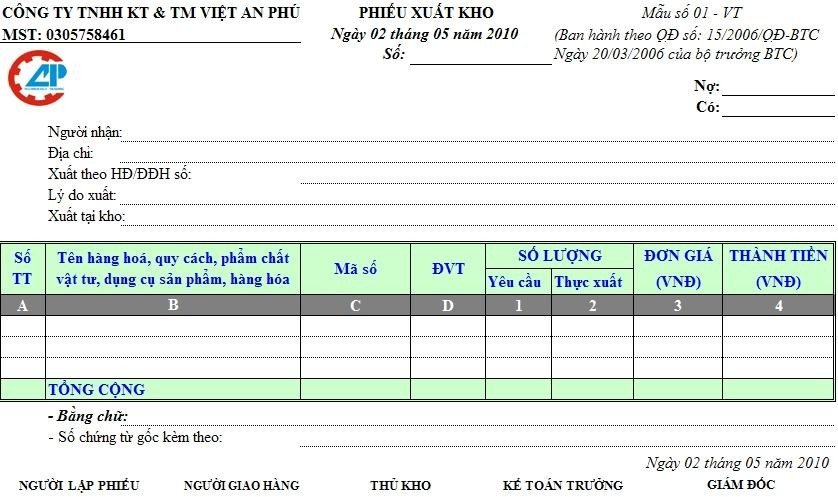 CÔNG TY TNHH KT & TM VIỆT AN PHÚ
MST: 0305758461
PHIẾU XUẤT KHO
Ngày 02 tháng 05 năm 2010
Số:
Mẫu số 01 - VT
(Ban hành theo QĐ số: 15/2006/QĐ-BTC
Ngày 20/03/2006 của bộ trưởng BTC)
AP
Nợ:
Có:
Người nhận:
Địa chỉ:
Xuất theo HĐ/ĐĐH số:
Lý do xuất:
Xuất tại kho:
Số TT
Tên hàng hoá, quy cách, phẩm chất
vật tư, dụng cụ sản phẩm, hàng hóa
Mã số
ĐVT
SỐ LƯỢNG
Yêu cầu
Thực xuất
ĐƠN GIÁ
(VNĐ)
THÀNH TIỀN
(VNĐ)
A B C D 1 2 3 4
TỔNG CỘNG
- Bằng chữ:
- Số chứng từ gốc kèm theo:
Ngày 02 tháng 05 năm 2010
NGƯỜI LẬP PHIẾU NGƯỜI GIAO HÀNG THỦ KHO KẾ TOÁN TRƯỞNG GIÁM ĐỐC